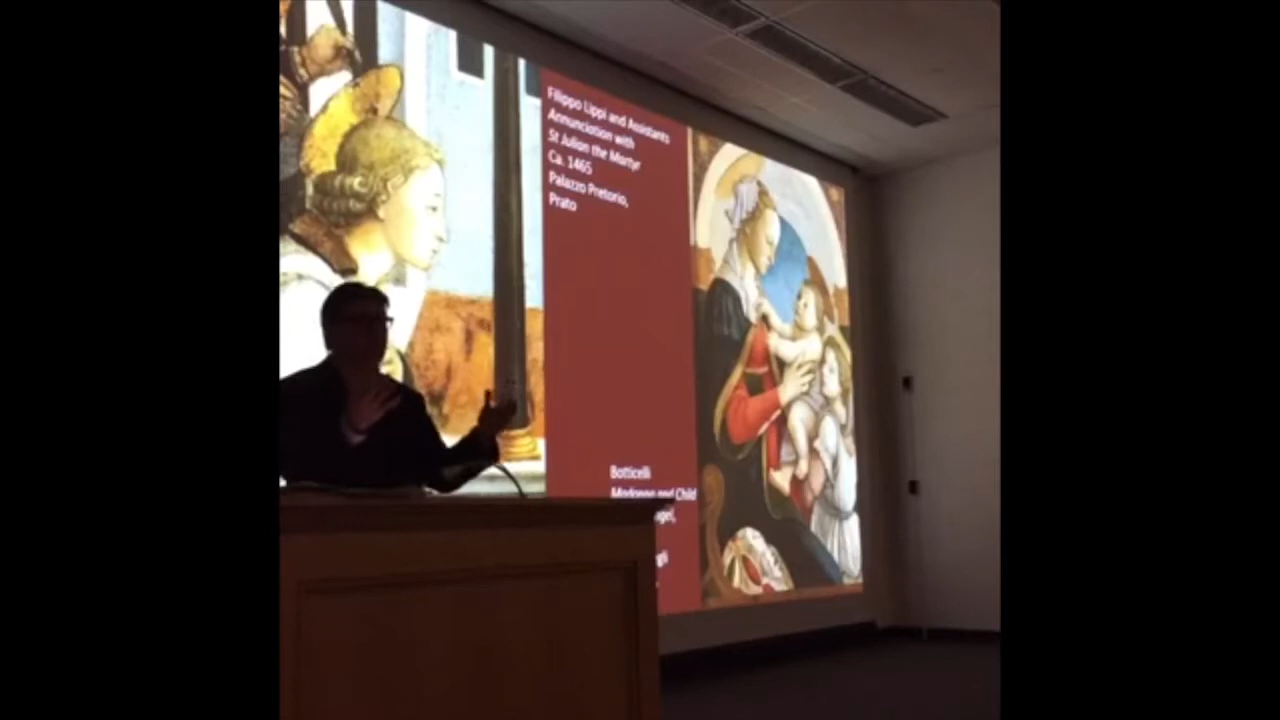 Filippo Lippi and Assistants
Annunciation with
St Julian the Martyr
Ca. 1465
Palazzo Pretorio,
Prato
Botticelli
Madonna and Child